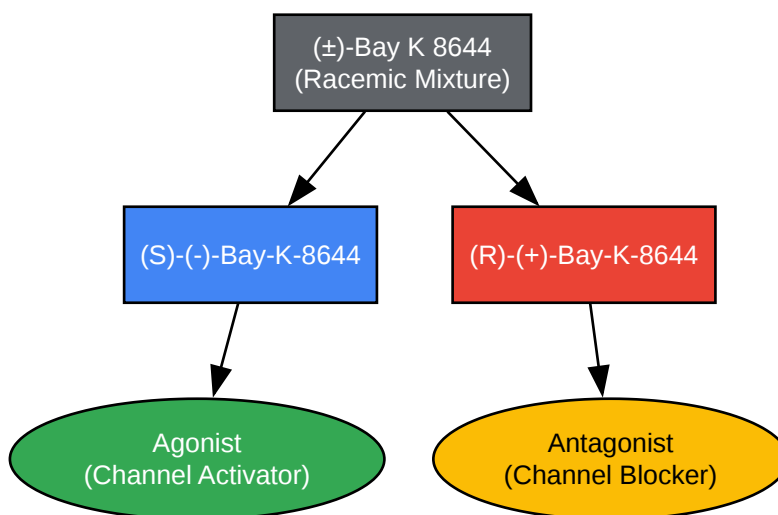 (±)-Bay K 8644
(Racemic Mixture)
(S)-(-)-Bay-K-8644
(R)-(+)-Bay-K-8644
Agonist
(Channel Activator)
Antagonist
(Channel Blocker)